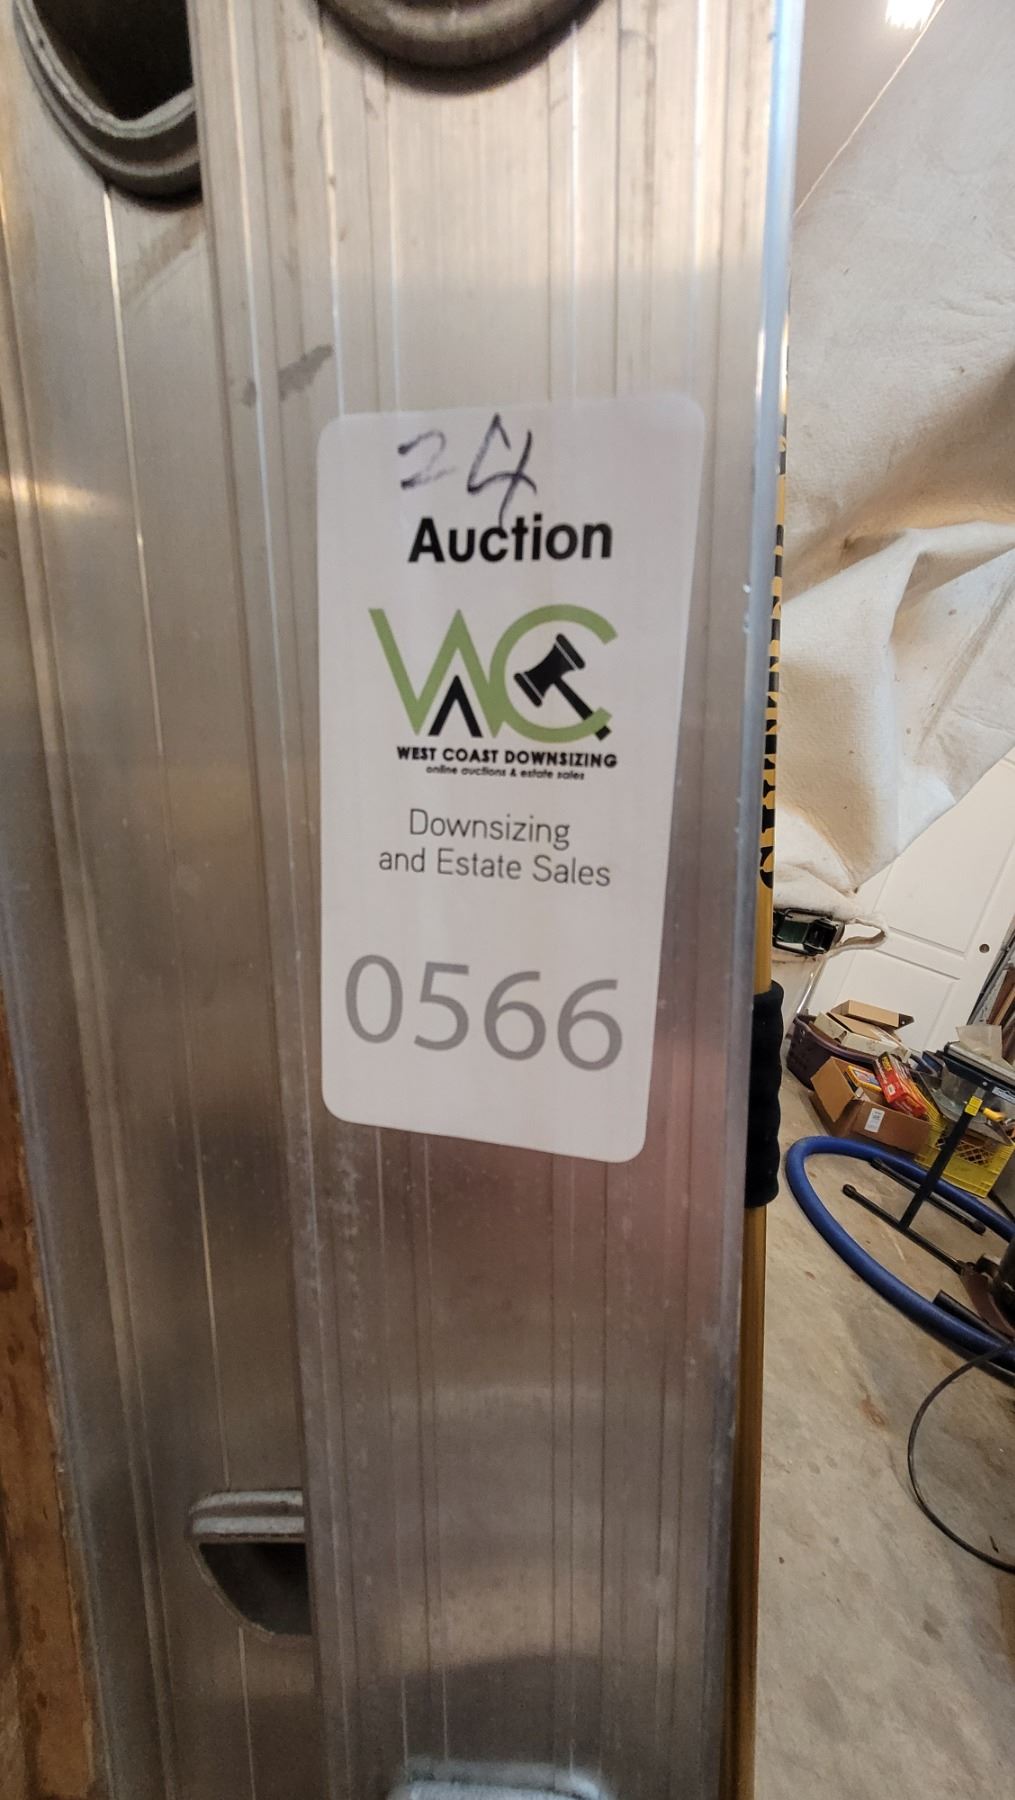 24
Auction
WC
WEST COAST DOWNSIZING
online auctions & estate sales
Downsizing
and Estate Sales
0566